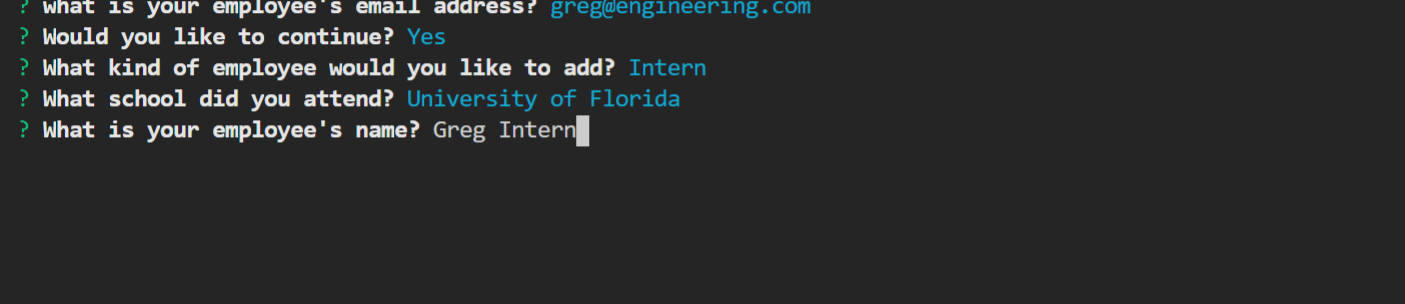 ? what is your employee's email address? greg@engineering.com
? Would you like to continue? Yes
? What kind of employee would you like to add? Intern
? What school did you attend? University of Florida
? What is your employee's name? Greg Intern